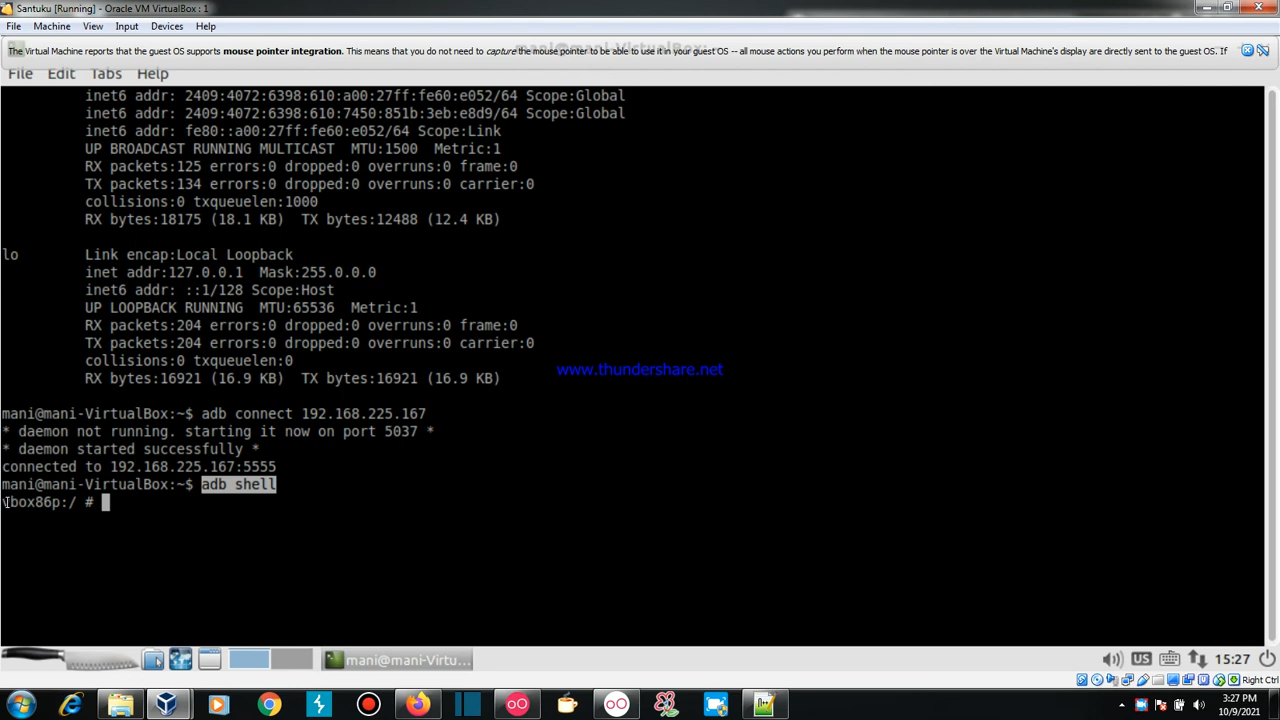 Santuku [Running] - Oracle VM VirtualBox : 1
File Machine View Input Devices Help
The Virtual Machine reports that the guest OS supports mouse pointer integration. This means that you do not need to capture the mouse pointer to be able to use it in your guest OS -- all mouse actions you perform when the mouse pointer is over the Virtual Machine's display are directly sent to the guest OS. If
File Edit Tabs Help
inet6 addr: 2409:4072:6398:610:a00:27ff:fe60:e052/64 Scope:Global
inet6 addr: 2409:4072:6398:610:7450:851b:3eb:e8d9/64 Scope:Global
inet6 addr: fe80::a00:27ff:fe60:e052/64 Scope:Link
UP BROADCAST RUNNING MULTICAST MTU:1500 Metric:1
RX packets:125 errors:0 dropped:0 overruns:0 frame:0
TX packets:134 errors:0 dropped:0 overruns:0 carrier:0
collisions:0 txqueuelen:1000
RX bytes:18175 (18.1 KB) TX bytes:12488 (12.4 KB)
lo Link encap:Local Loopback
inet addr:127.0.0.1 Mask:255.0.0.0
inet6 addr: ::1/128 Scope:Host
UP LOOPBACK RUNNING MTU:65536 Metric:1
RX packets:204 errors:0 dropped:0 overruns:0 frame:0
TX packets:204 errors:0 dropped:0 overruns:0 carrier:0
collisions:0 txqueuelen:0
RX bytes:16921 (16.9 KB) TX bytes:16921 (16.9 KB)
www.thundershare.net
mani@mani-VirtualBox:~$ adb connect 192.168.225.167
* daemon not running. starting it now on port 5037 *
* daemon started successfully *
connected to 192.168.225.167:5555
mani@mani-VirtualBox:~$ adb shell
vbox86p:/ #
mani@mani-Virtu...
US
15:27
Right Ctrl
3:27 PM
10/9/2021